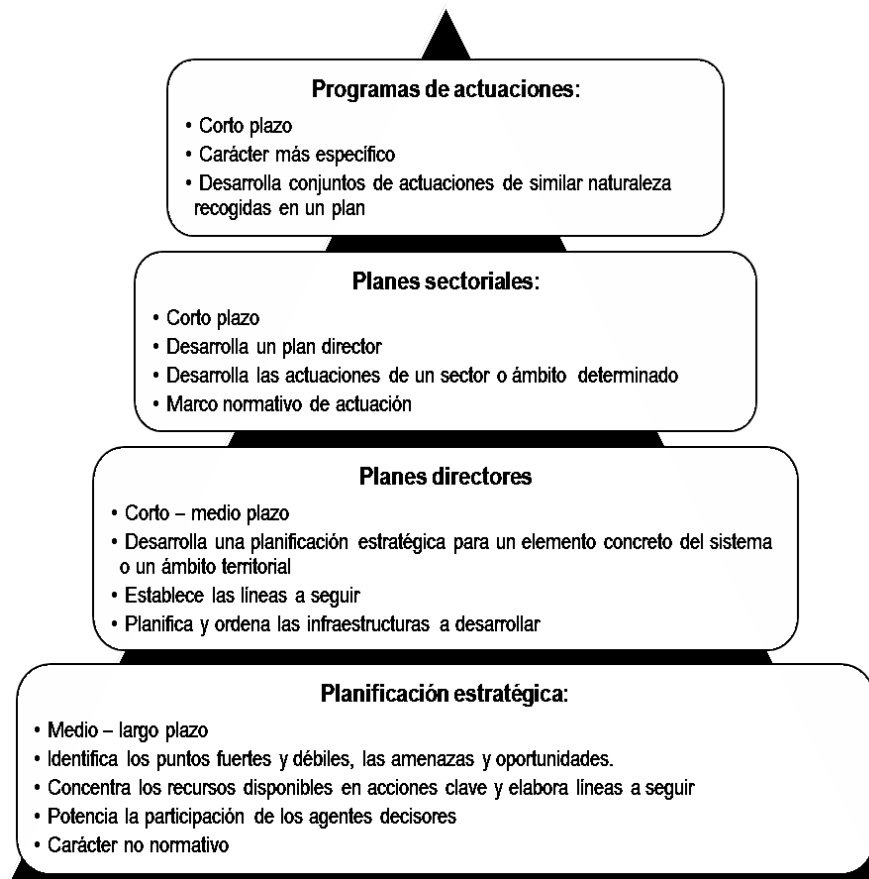 Programas de actuaciones:
• Corto plazo
• Carácter más específico
• Desarrolla conjuntos de actuaciones de similar naturaleza
recogidas en un plan
Planes sectoriales:
• Corto plazo
• Desarrolla un plan director
• Desarrolla las actuaciones de un sector o ámbito determinado
• Marco normativo de actuación
Planes directores
• Corto – medio plazo
• Desarrolla una planificación estratégica para un elemento concreto del sistema
o un ámbito territorial
• Establece las líneas a seguir
• Planifica y ordena las infraestructuras a desarrollar
Planificación estratégica:
• Medio – largo plazo
• Identifica los puntos fuertes y débiles, las amenazas y oportunidades.
• Concentra los recursos disponibles en acciones clave y elabora líneas a seguir
• Potencia la participación de los agentes decisores
• Carácter no normativo